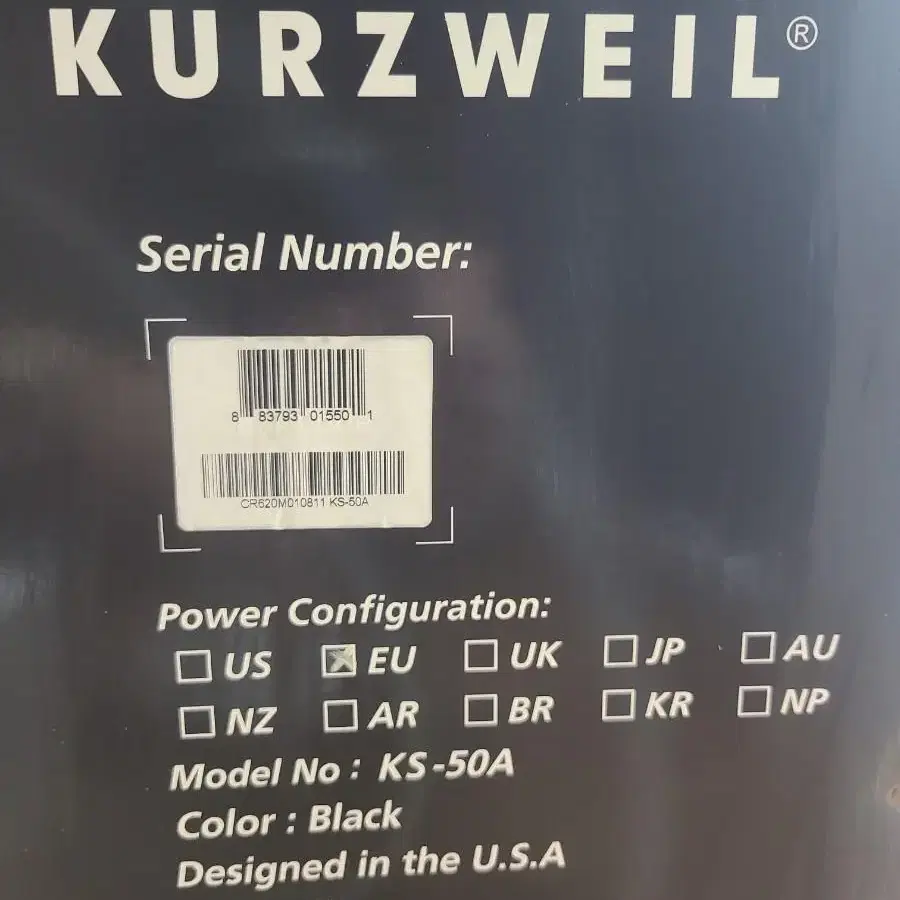 KURZWEIL®
Serial Number:
8 83793 01550 1
CR620M010811 KS-50A
Power Configuration:
US EU UK JP AU
NZ AR BR KR NP
Model No : KS-50A
Color : Black
Designed in the U.S.A